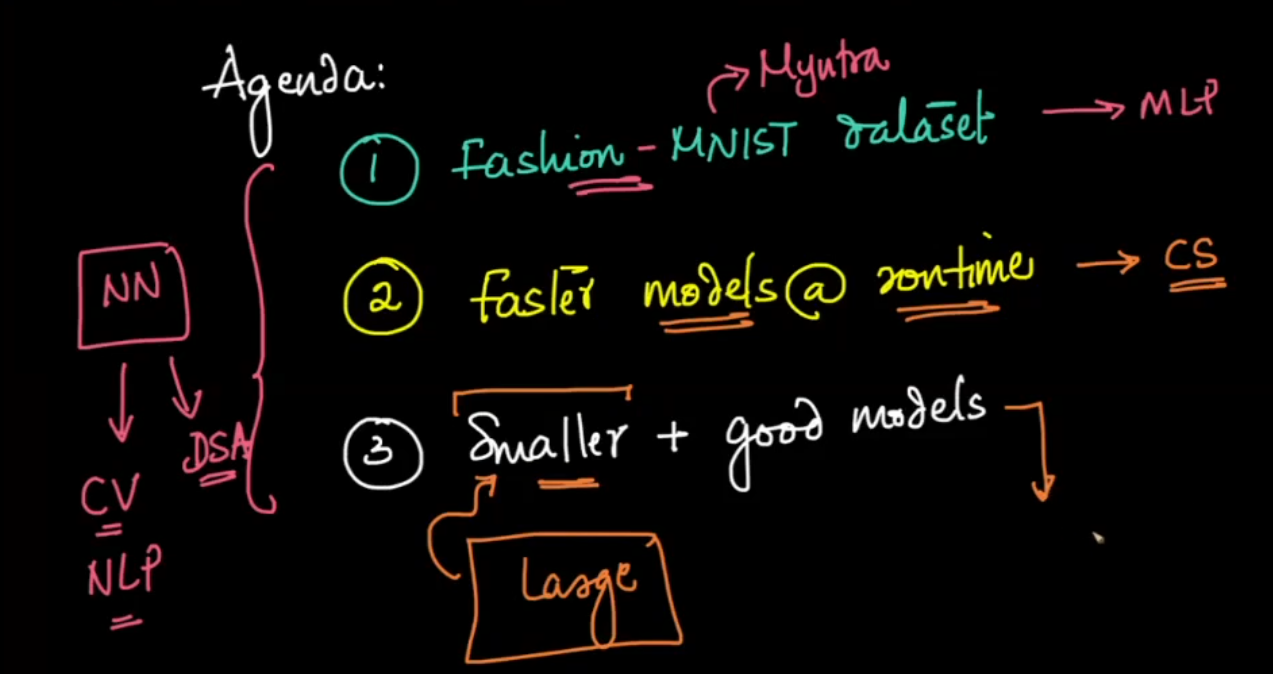 Agenda:
Myntra
1 Fashion-MNIST dataset → MLP
2 faster models @ runtime → CS
NN
3 Smaller + good models
DSA
CV
NLP
Large